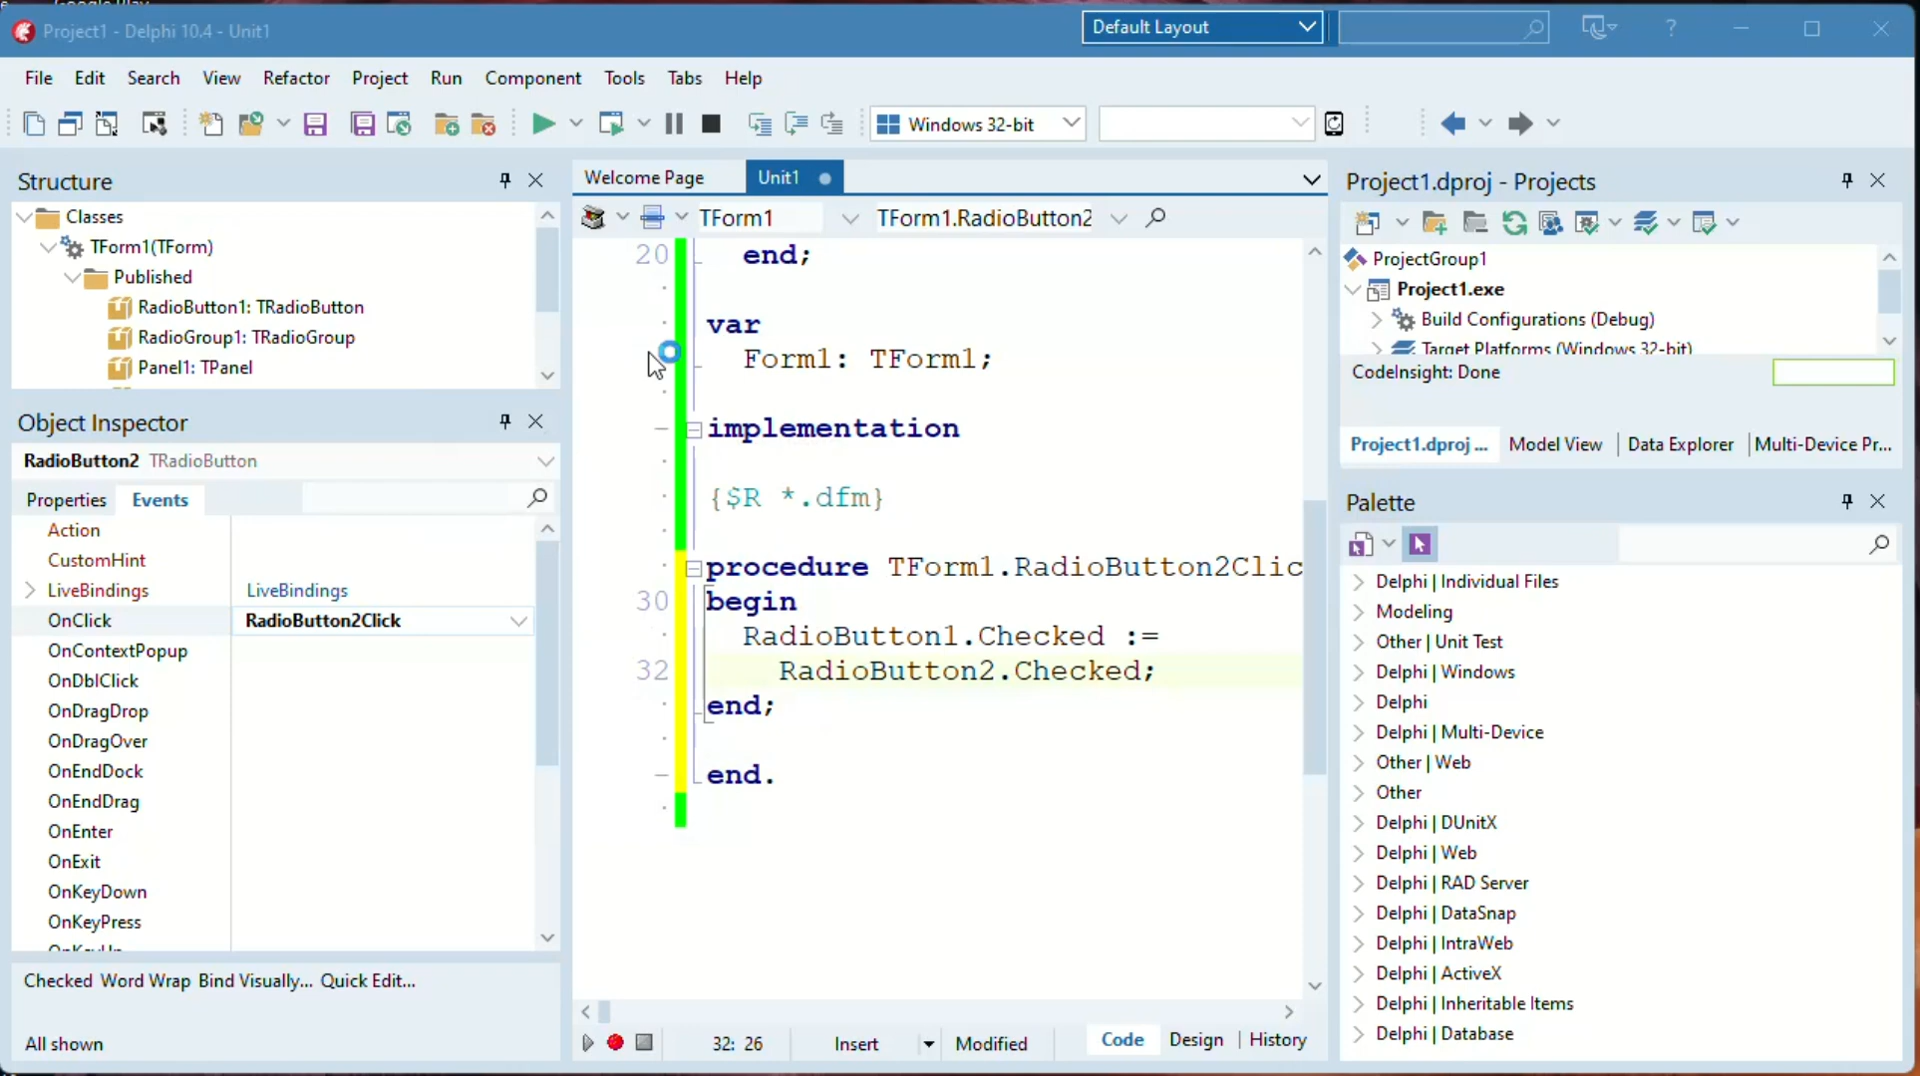 Project1 - Delphi 10.4 - Unit1
Default Layout
?
File Edit Search View Refactor Project Run Component Tools Tabs Help
Windows 32-bit
Structure
Classes
TForm1(TForm)
Published
RadioButton1: TRadioButton
RadioGroup1: TRadioGroup
Panel1: TPanel
Object Inspector
RadioButton2 TRadioButton
Properties Events
Action
CustomHint
LiveBindings LiveBindings
OnClick RadioButton2Click
OnContextPopup
OnDblClick
OnDragDrop
OnDragOver
OnEndDock
OnEndDrag
OnEnter
OnExit
OnKeyDown
OnKeyPress
OnKeyUp
Checked Word Wrap Bind Visually... Quick Edit...
All shown
Welcome Page Unit1
TForm1 TForm1.RadioButton2
20 end;
var
Form1: TForm1;
implementation
{$R *.dfm}
procedure TForm1.RadioButton2Clic
30 begin
RadioButton1.Checked :=
32 RadioButton2.Checked;
end;
end.
32: 26 Insert Modified Code Design History
Project1.dproj - Projects
ProjectGroup1
Project1.exe
Build Configurations (Debug)
Target Platforms (Windows 32-bit)
CodeInsight: Done
Project1.dproj ... Model View Data Explorer Multi-Device Pr...
Palette
Delphi | Individual Files
Modeling
Other | Unit Test
Delphi | Windows
Delphi
Delphi | Multi-Device
Other | Web
Other
Delphi | DUnitX
Delphi | Web
Delphi | RAD Server
Delphi | DataSnap
Delphi | IntraWeb
Delphi | ActiveX
Delphi | Inheritable Items
Delphi | Database